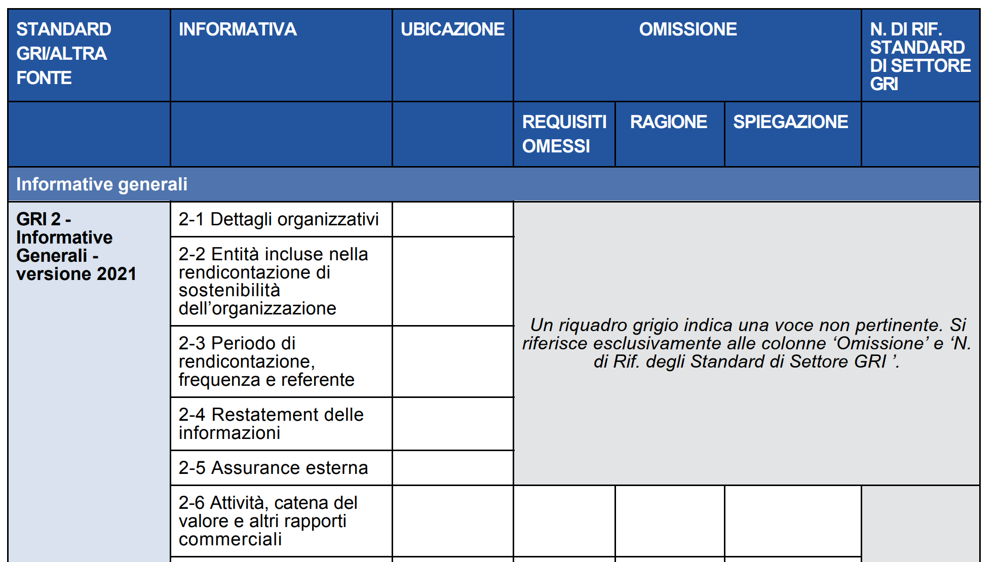 STANDARD
GRI/ALTRA
FONTE
INFORMATIVA
UBICAZIONE
OMISSIONE
N. DI RIF.
STANDARD
DI SETTORE
GRI
REQUISITI
OMESSI
RAGIONE
SPIEGAZIONE
Informative generali
GRI 2 -
Informative
Generali -
versione 2021
2-1 Dettagli organizzativi
2-2 Entità incluse nella
rendicontazione di
sostenibilità
dell’organizzazione
2-3 Periodo di
rendicontazione,
frequenza e referente
2-4 Restatement delle
informazioni
2-5 Assurance esterna
Un riquadro grigio indica una voce non pertinente. Si
riferisce esclusivamente alle colonne ‘Omissione’ e ‘N.
di Rif. degli Standard di Settore GRI ’.
2-6 Attività, catena del
valore e altri rapporti
commerciali